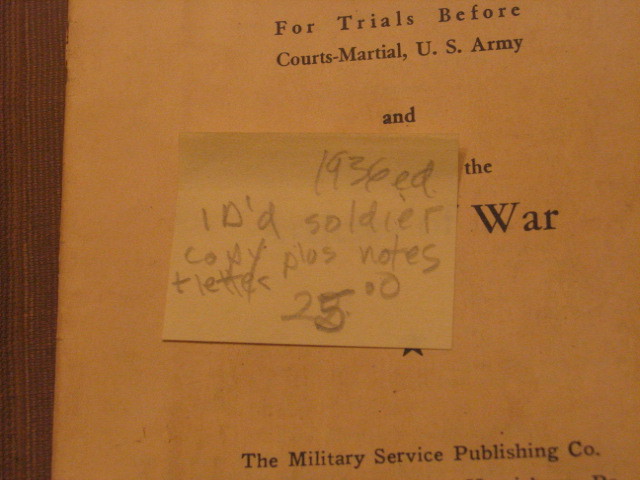 For Trials Before
Courts-Martial, U. S. Army
and
the
War
1936 ed
ID'd soldier
copy plus notes
+ letter
25.00
The Military Service Publishing Co.